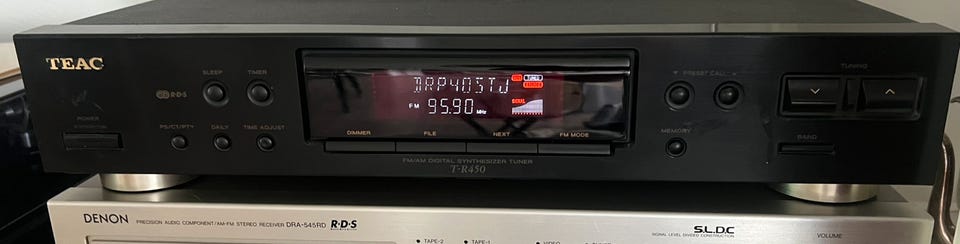 TEAC
SLEEP
TIMER
R·D·S
POWER
PS/CT/PTY
DAILY
TIME ADJUST
DRP4OSTJ
TUNED
STEREO
FM 95.90 MHz
DIMMER
FILE
NEXT
FM MODE
FM/AM DIGITAL SYNTHESIZER TUNER
T-R450
▼ PRESET CALL ▲
MEMORY
TUNING
BAND
DENON
PRECISION AUDIO COMPONENT/AM-FM STEREO RECEIVER DRA-545RD R·D·S
TAPE-2
TAPE-1
VIDEO
S.L.D.C
SIGNAL LEVEL DIVIDED CONSTRUCTION
VOLUME